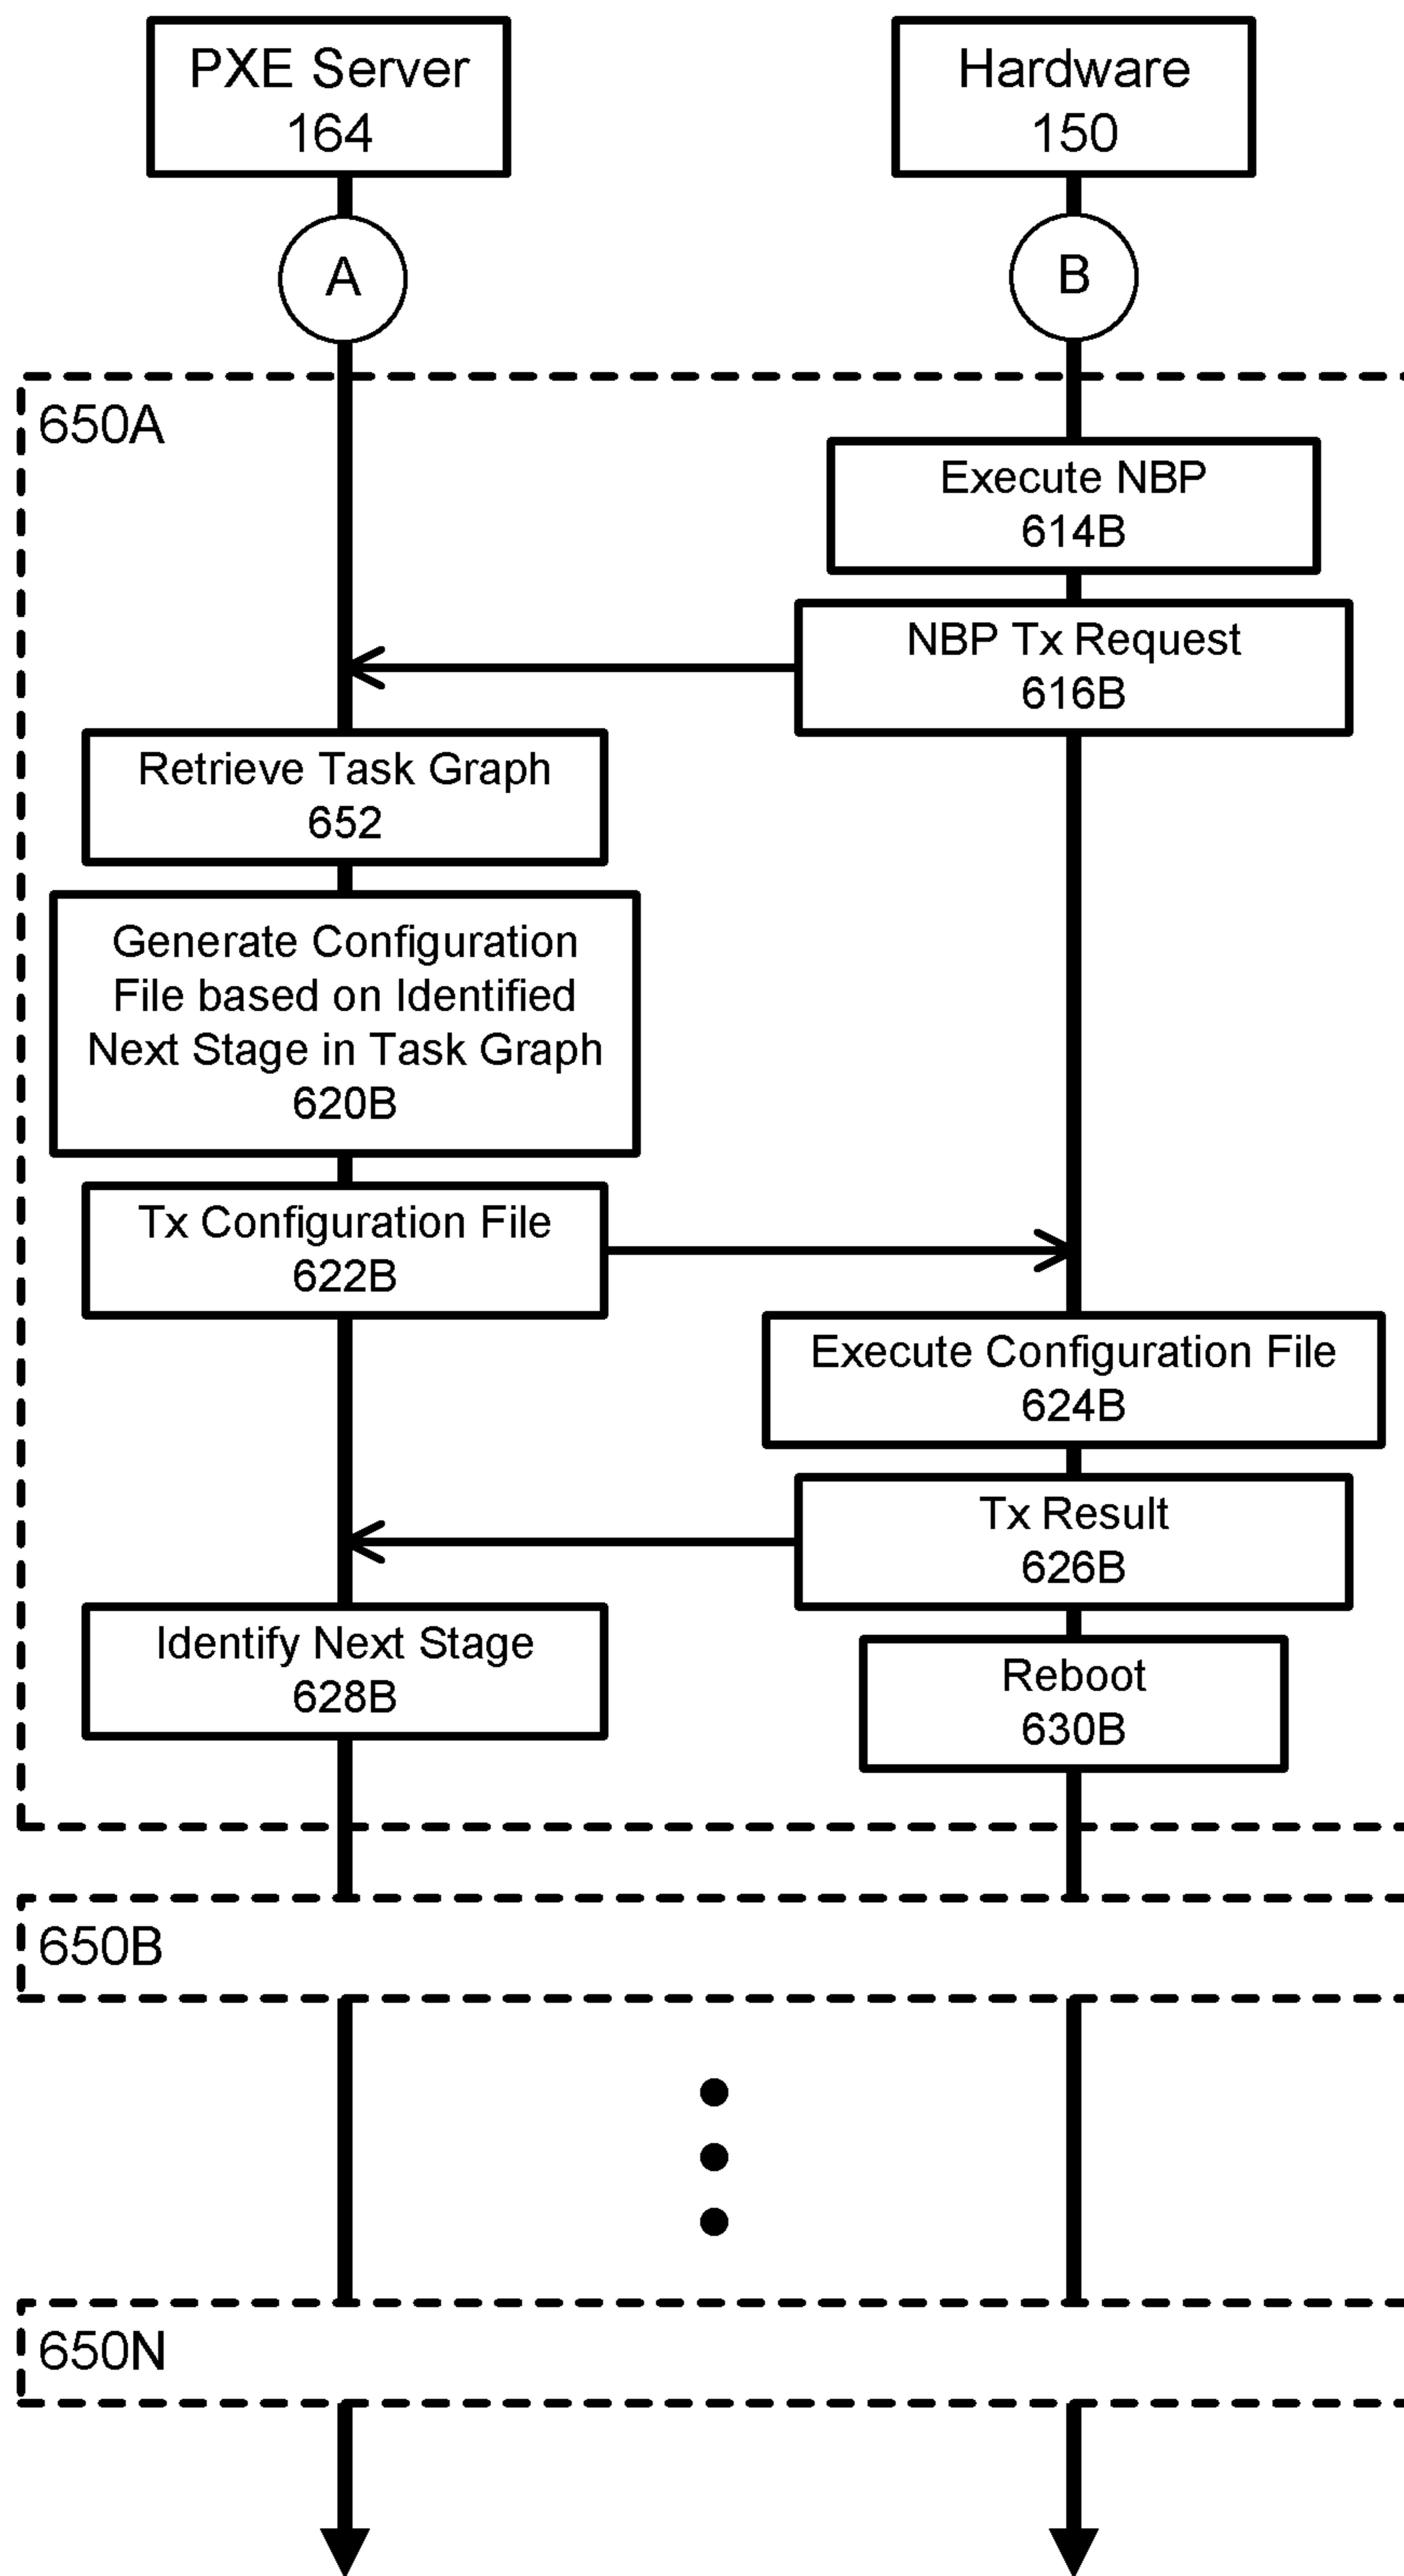 PXE Server
164
Hardware
150
A
B
650A
Execute NBP
614B
NBP Tx Request
616B
Retrieve Task Graph
652
Generate Configuration
File based on Identified
Next Stage in Task Graph
620B
Tx Configuration File
622B
Execute Configuration File
624B
Tx Result
626B
Identify Next Stage
628B
Reboot
630B
650B
650N